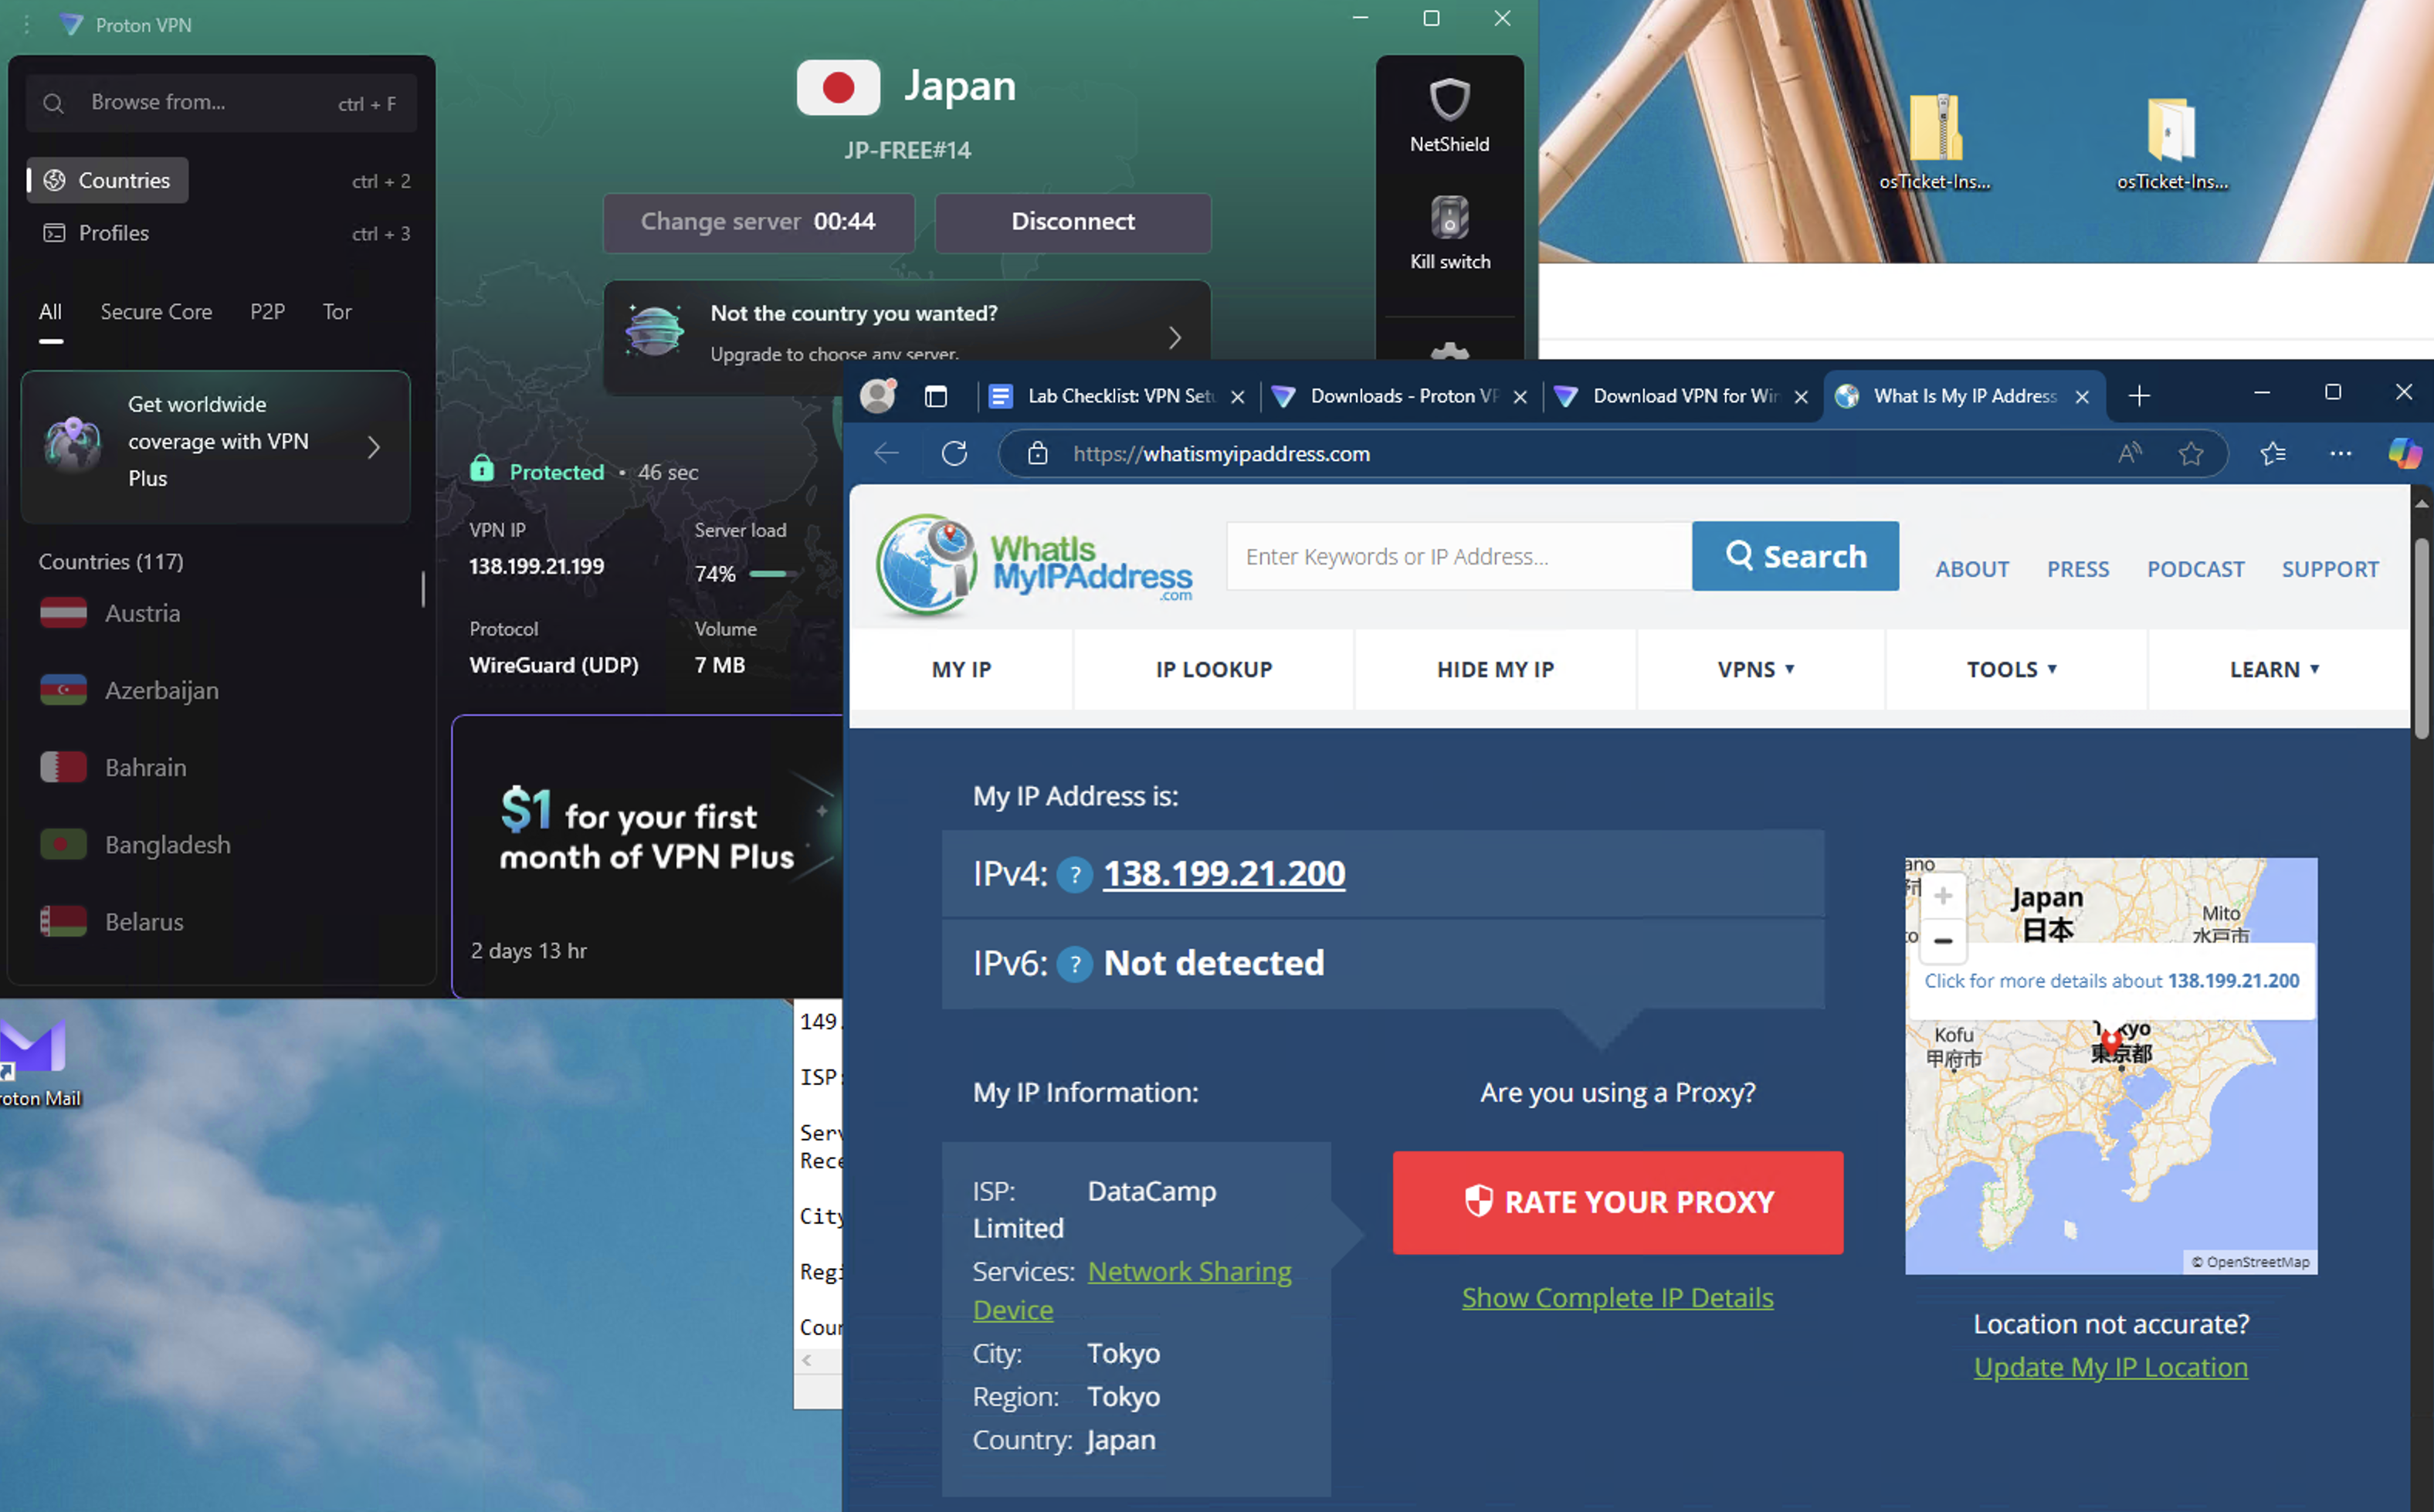 Proton VPN
Browse from... ctrl + F
Countries ctrl + 2
Profiles ctrl + 3
All Secure Core P2P Tor
Get worldwide
coverage with VPN
Plus
Countries (117)
Austria
Azerbaijan
Bahrain
Bangladesh
Belarus
Japan
JP-FREE#14
Change server 00:44
Disconnect
Not the country you wanted?
Upgrade to choose any server.
Protected • 46 sec
VPN IP
138.199.21.199
Server load
74%
Protocol
WireGuard (UDP)
Volume
7 MB
$1 for your first
month of VPN Plus
2 days 13 hr
NetShield
Kill switch
osTicket-Ins...
osTicket-Ins...
roton Mail
149.
ISP:
Serv
Rece
City
Regi
Coun
Lab Checklist: VPN Setu
Downloads - Proton VP
Download VPN for Win
What Is My IP Address
https://whatismyipaddress.com
WhatIs
MyIPAddress
.com
Enter Keywords or IP Address...
Search
ABOUT PRESS PODCAST SUPPORT
MY IP
IP LOOKUP
HIDE MY IP
VPNS
TOOLS
LEARN
My IP Address is:
IPv4: ? 138.199.21.200
IPv6: ? Not detected
My IP Information:
ISP: DataCamp
Limited
Services: Network Sharing
Device
City: Tokyo
Region: Tokyo
Country: Japan
Are you using a Proxy?
RATE YOUR PROXY
Show Complete IP Details
Japan
日本
Mito
水戸市
+
−
Click for more details about 138.199.21.200
Kofu
甲府市
東京都
© OpenStreetMap
Location not accurate?
Update My IP Location